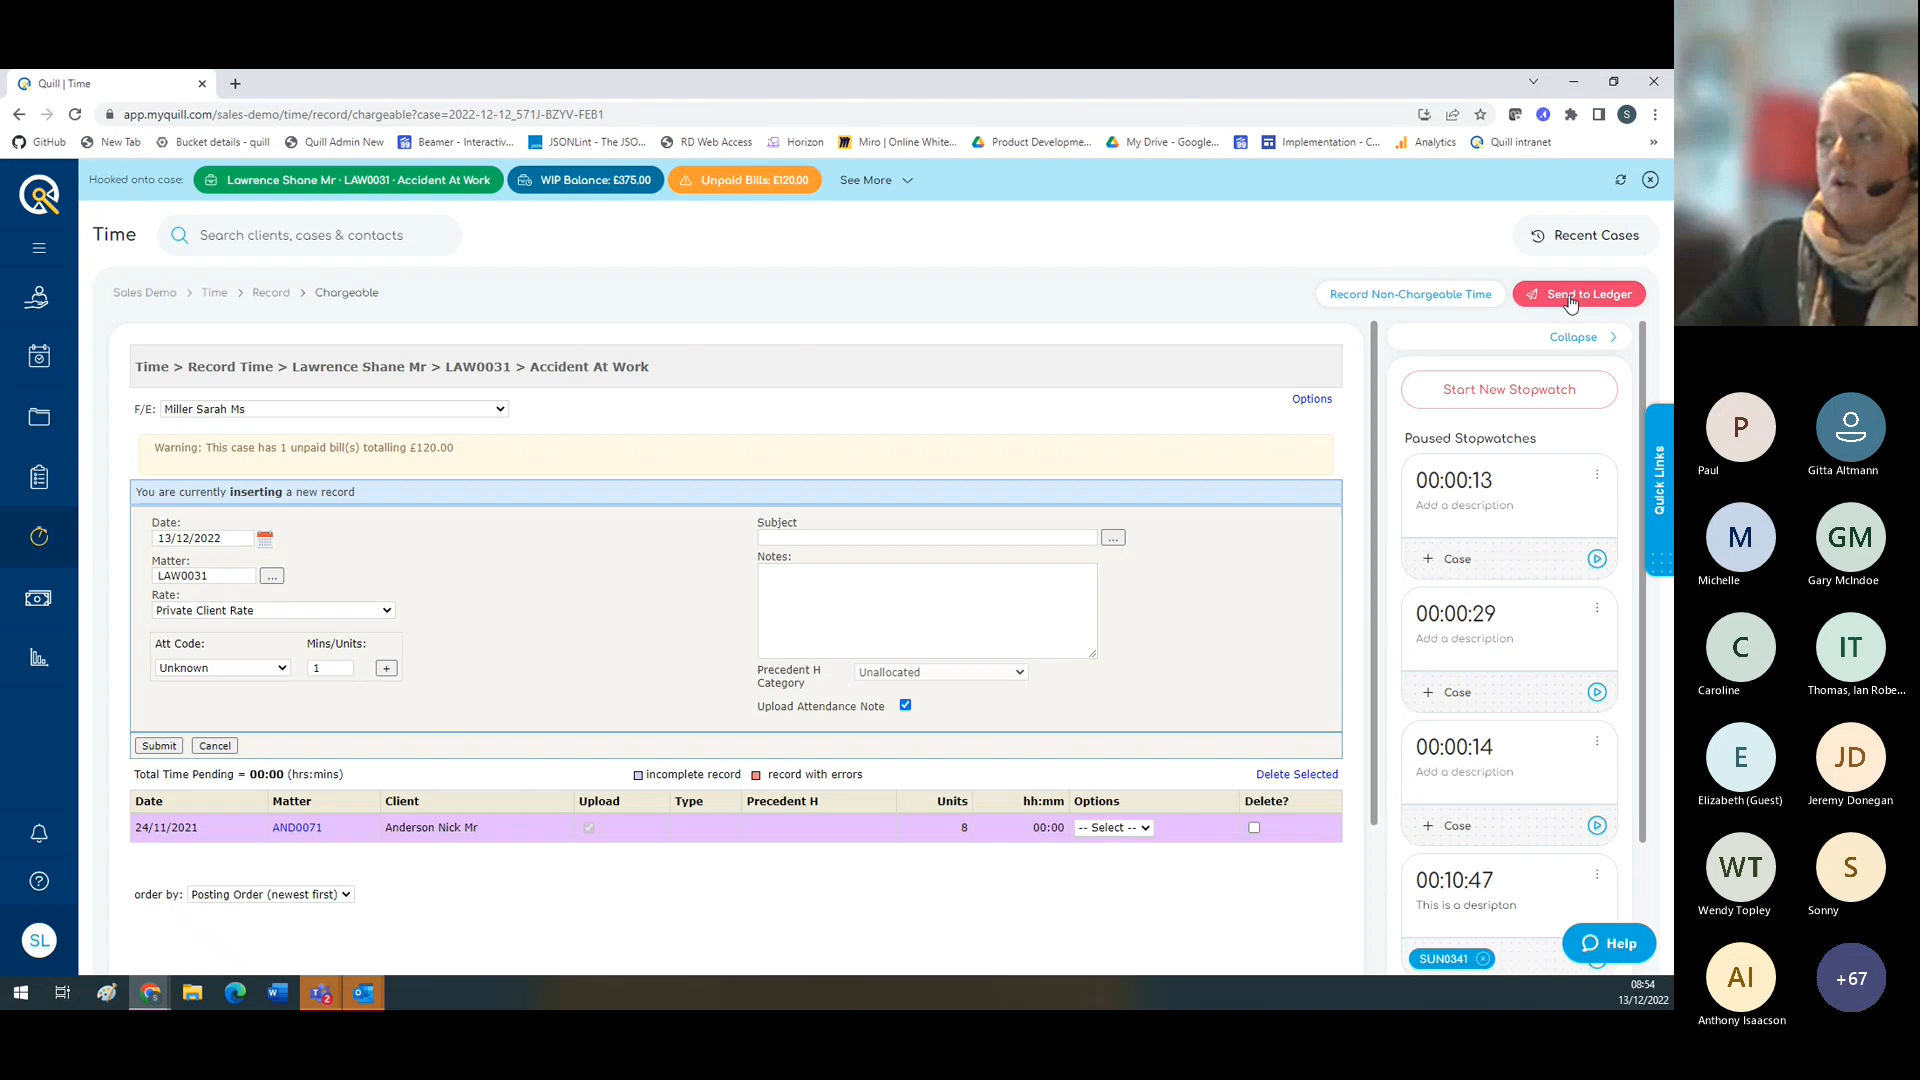 Quill | Time
app.myquill.com/sales-demo/time/record/chargeable?case=2022-12-12_571J-BZYV-FEB1
S
GitHub
New Tab
Bucket details - quill
Quill Admin New
Beamer - Interactiv...
JSONLint - The JSO...
RD Web Access
Horizon
Miro | Online White...
Product Developme...
My Drive - Google...
Implementation - C...
Analytics
Quill intranet
»
Hooked onto case:
Lawrence Shane Mr · LAW0031 · Accident At Work
WIP Balance: £375.00
Unpaid Bills: £120.00
See More
Time
Search clients, cases & contacts
Recent Cases
Sales Demo > Time > Record > Chargeable
Record Non-Chargeable Time
Send to Ledger
Collapse >
Time > Record Time > Lawrence Shane Mr > LAW0031 > Accident At Work
F/E: Miller Sarah Ms
Options
Warning: This case has 1 unpaid bill(s) totalling £120.00
You are currently inserting a new record
Date:
13/12/2022
Matter:
LAW0031
...
Rate:
Private Client Rate
Att Code:
Mins/Units:
Unknown
1
+
Subject
...
Notes:
Precedent H
Category
Unallocated
Upload Attendance Note
Submit
Cancel
Total Time Pending = 00:00 (hrs:mins)
incomplete record
record with errors
Delete Selected
Date Matter Client Upload Type Precedent H Units hh:mm Options Delete?
24/11/2021 AND0071 Anderson Nick Mr 8 00:00 -- Select --
order by: Posting Order (newest first)
Start New Stopwatch
Paused Stopwatches
00:00:13
Add a description
+ Case
00:00:29
Add a description
+ Case
00:00:14
Add a description
+ Case
00:10:47
This is a desripton
SUN0341
Quick Links
Help
SL
2
08:54
13/12/2022
P
Paul
Gitta Altmann
M
Michelle
GM
Gary McIndoe
C
Caroline
IT
Thomas, Ian Robe...
E
Elizabeth (Guest)
JD
Jeremy Donegan
WT
Wendy Topley
S
Sonny
AI
Anthony Isaacson
+67